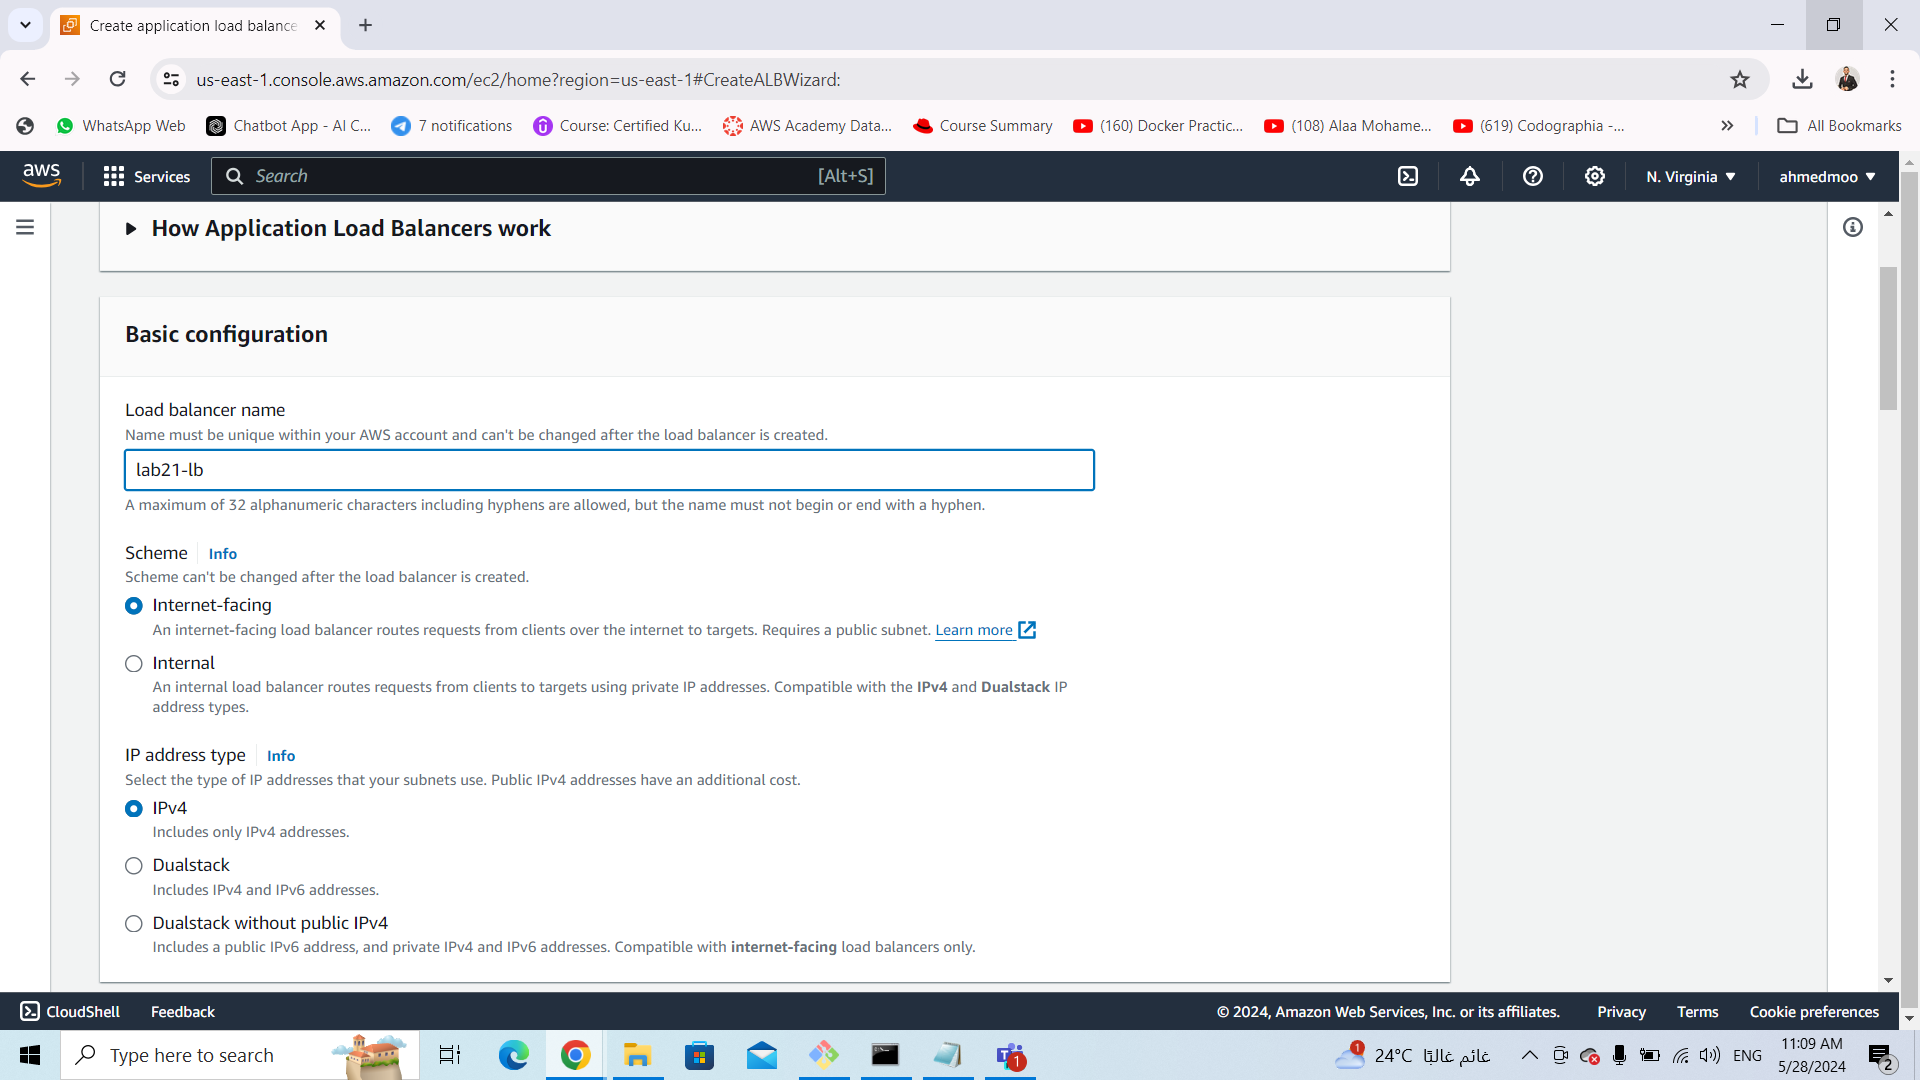 Create application load balance
us-east-1.console.aws.amazon.com/ec2/home?region=us-east-1#CreateALBWizard:
WhatsApp Web
Chatbot App - AI C...
7 notifications
Course: Certified Ku...
AWS Academy Data...
Course Summary
(160) Docker Practic...
(108) Alaa Mohame...
(619) Codographia -...
All Bookmarks
aws
Services
Search
[Alt+S]
N. Virginia
ahmedmoo
How Application Load Balancers work
Basic configuration
Load balancer name
Name must be unique within your AWS account and can't be changed after the load balancer is created.
lab21-lb
A maximum of 32 alphanumeric characters including hyphens are allowed, but the name must not begin or end with a hyphen.
Scheme Info
Scheme can't be changed after the load balancer is created.
Internet-facing
An internet-facing load balancer routes requests from clients over the internet to targets. Requires a public subnet. Learn more
Internal
An internal load balancer routes requests from clients to targets using private IP addresses. Compatible with the IPv4 and Dualstack IP
address types.
IP address type Info
Select the type of IP addresses that your subnets use. Public IPv4 addresses have an additional cost.
IPv4
Includes only IPv4 addresses.
Dualstack
Includes IPv4 and IPv6 addresses.
Dualstack without public IPv4
Includes a public IPv6 address, and private IPv4 and IPv6 addresses. Compatible with internet-facing load balancers only.
CloudShell
Feedback
© 2024, Amazon Web Services, Inc. or its affiliates.
Privacy
Terms
Cookie preferences
Type here to search
1
1
24°C غائم غالبًا
ENG
11:09 AM
5/28/2024
2